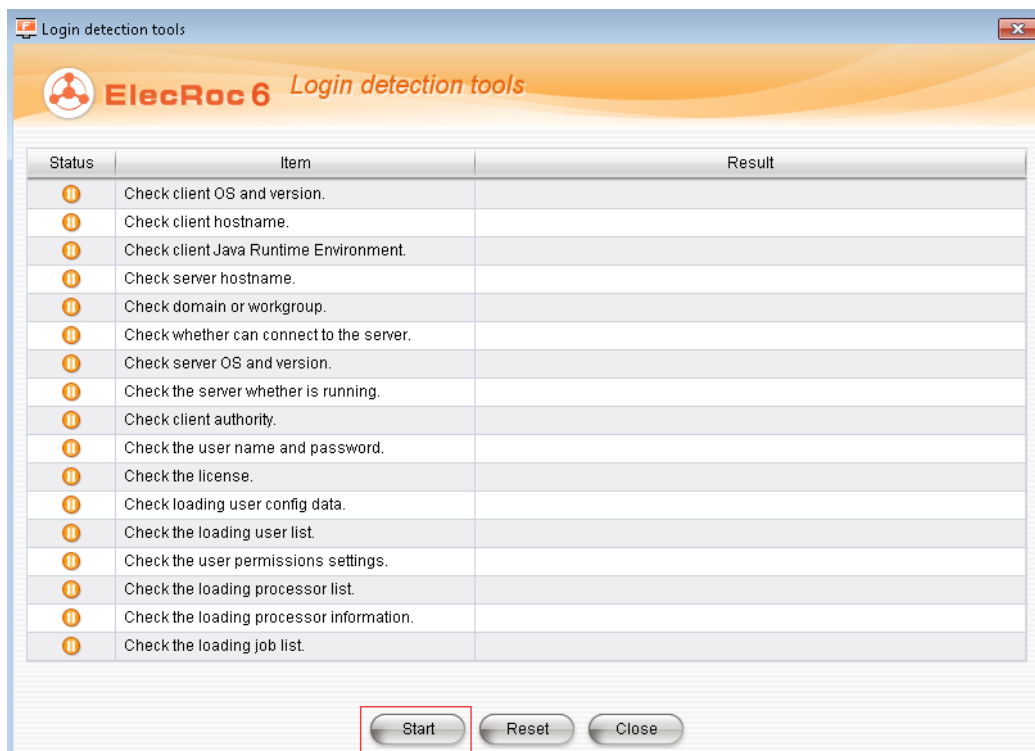 Login detection tools
ElecRoc 6 Login detection tools
Status Item Result
Check client OS and version.
Check client hostname.
Check client Java Runtime Environment.
Check server hostname.
Check domain or workgroup.
Check whether can connect to the server.
Check server OS and version.
Check the server whether is running.
Check client authority.
Check the user name and password.
Check the license.
Check loading user config data.
Check the loading user list.
Check the user permissions settings.
Check the loading processor list.
Check the loading processor information.
Check the loading job list.
Start Reset Close